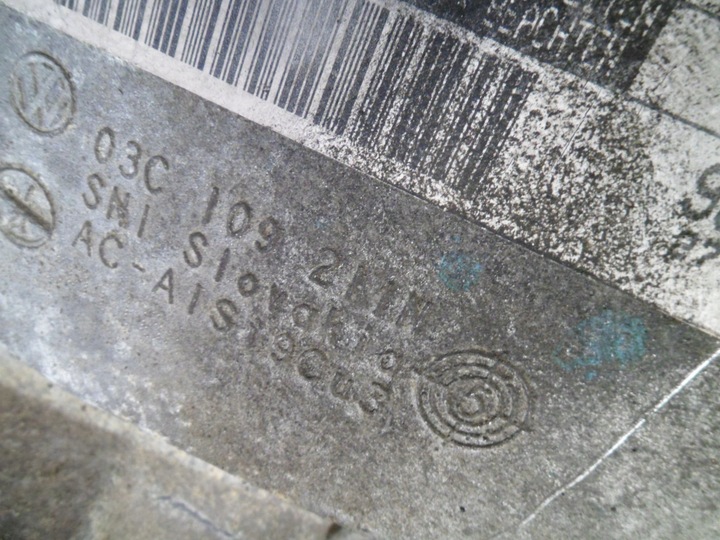 03C 109 211N
SNI Slovakia
AC-AlSi9Cu3